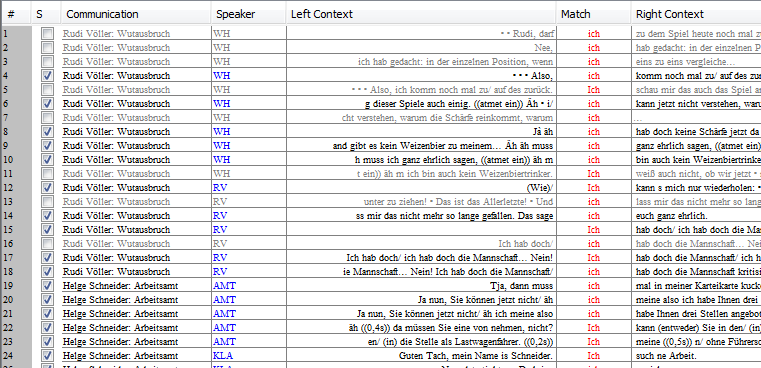 # S Communication Speaker Left Context Match Right Context
1 Rudi Völler: Wutausbruch WH • • Rudi, darf ich zu dem Spiel heute noch mal z
2 Rudi Völler: Wutausbruch WH Nee, ich hab gedacht: in der einzelnen P
3 Rudi Völler: Wutausbruch WH ich hab gedacht: in der einzelnen Position, wenn ich eins zu eins vergleiche…
4 Rudi Völler: Wutausbruch WH • • • Also, ich komm noch mal zu/ auf des zur
5 Rudi Völler: Wutausbruch WH • • • Also, ich komm noch mal zu/ auf des zurück. Ich schau mir das auch das Spiel a
6 Rudi Völler: Wutausbruch WH g dieser Spiele auch einig. ((atmet ein)) Äh • i/ ich kann jetzt nicht verstehen, war
7 Rudi Völler: Wutausbruch WH cht verstehen, warum die Schärfe reinkommt, warum ich …
8 Rudi Völler: Wutausbruch WH Jà äh ich hab doch keine Schärfe jetzt da
9 Rudi Völler: Wutausbruch WH and gibt es kein Weizenbier zu meinem… Äh äh muss ich ganz ehrlich sagen, ((atmet ein))
10 Rudi Völler: Wutausbruch WH h muss ich ganz ehrlich sagen, ((atmet ein)) äh m ich bin auch kein Weizenbiertrinke
11 Rudi Völler: Wutausbruch WH t ein)) äh m ich bin auch kein Weizenbiertrinker. Ich weiß auch nicht, ob wir jetzt •
12 Rudi Völler: Wutausbruch RV (Wie)/ ich kann s mich nur wiederholen: •
13 Rudi Völler: Wutausbruch RV unter zu ziehen! • Das ist das Allerletzte! • Und ich lass mir das nicht mehr so lang
14 Rudi Völler: Wutausbruch RV ss mir das nicht mehr so lange gefallen. Das sage ich euch ganz ehrlich.
15 Rudi Völler: Wutausbruch RV Ich hab doch/ ich hab doch die Ma
16 Rudi Völler: Wutausbruch RV Ich hab doch/ ich hab doch die Mannschaft… Ne
17 Rudi Völler: Wutausbruch RV Ich hab doch/ ich hab doch die Mannschaft… Nein! Ich hab doch die Mannschaft/ ich h
18 Rudi Völler: Wutausbruch RV ie Mannschaft… Nein! Ich hab doch die Mannschaft/ ich hab doch die Mannschaft kritisi
19 Helge Schneider: Arbeitsamt AMT Tja, dann muss ich mal in meiner Karteikarte kuck
20 Helge Schneider: Arbeitsamt AMT Ja nun, Sie können jetzt nicht/ äh ich meine also ich habe Ihnen drei
21 Helge Schneider: Arbeitsamt AMT Ja nun, Sie können jetzt nicht/ äh ich meine also ich habe Ihnen drei Stellen angebot
22 Helge Schneider: Arbeitsamt AMT äh ((0,4s)) da müssen Sie eine von nehmen, nicht? Ich kann (entweder) Sie in den/ (in)
23 Helge Schneider: Arbeitsamt AMT en/ (in) die Stelle als Lastwagenfahrer. ((0,2s)) Ich meine ((0,5s)) n/ ohne Führersc
24 Helge Schneider: Arbeitsamt KLA Guten Tach, mein Name is Schneider. Ich such ne Arbeit.